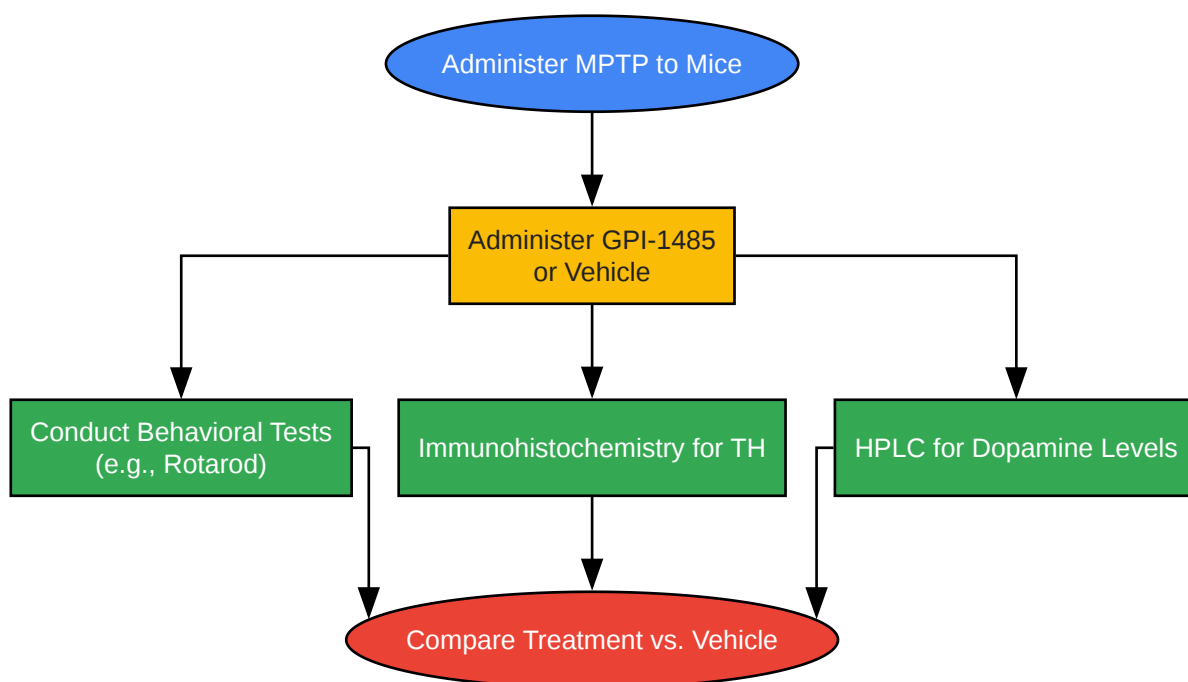 Administer MPTP to Mice
Administer GPI-1485
or Vehicle
Conduct Behavioral Tests
(e.g., Rotarod)
Immunohistochemistry for TH
HPLC for Dopamine Levels
Compare Treatment vs. Vehicle